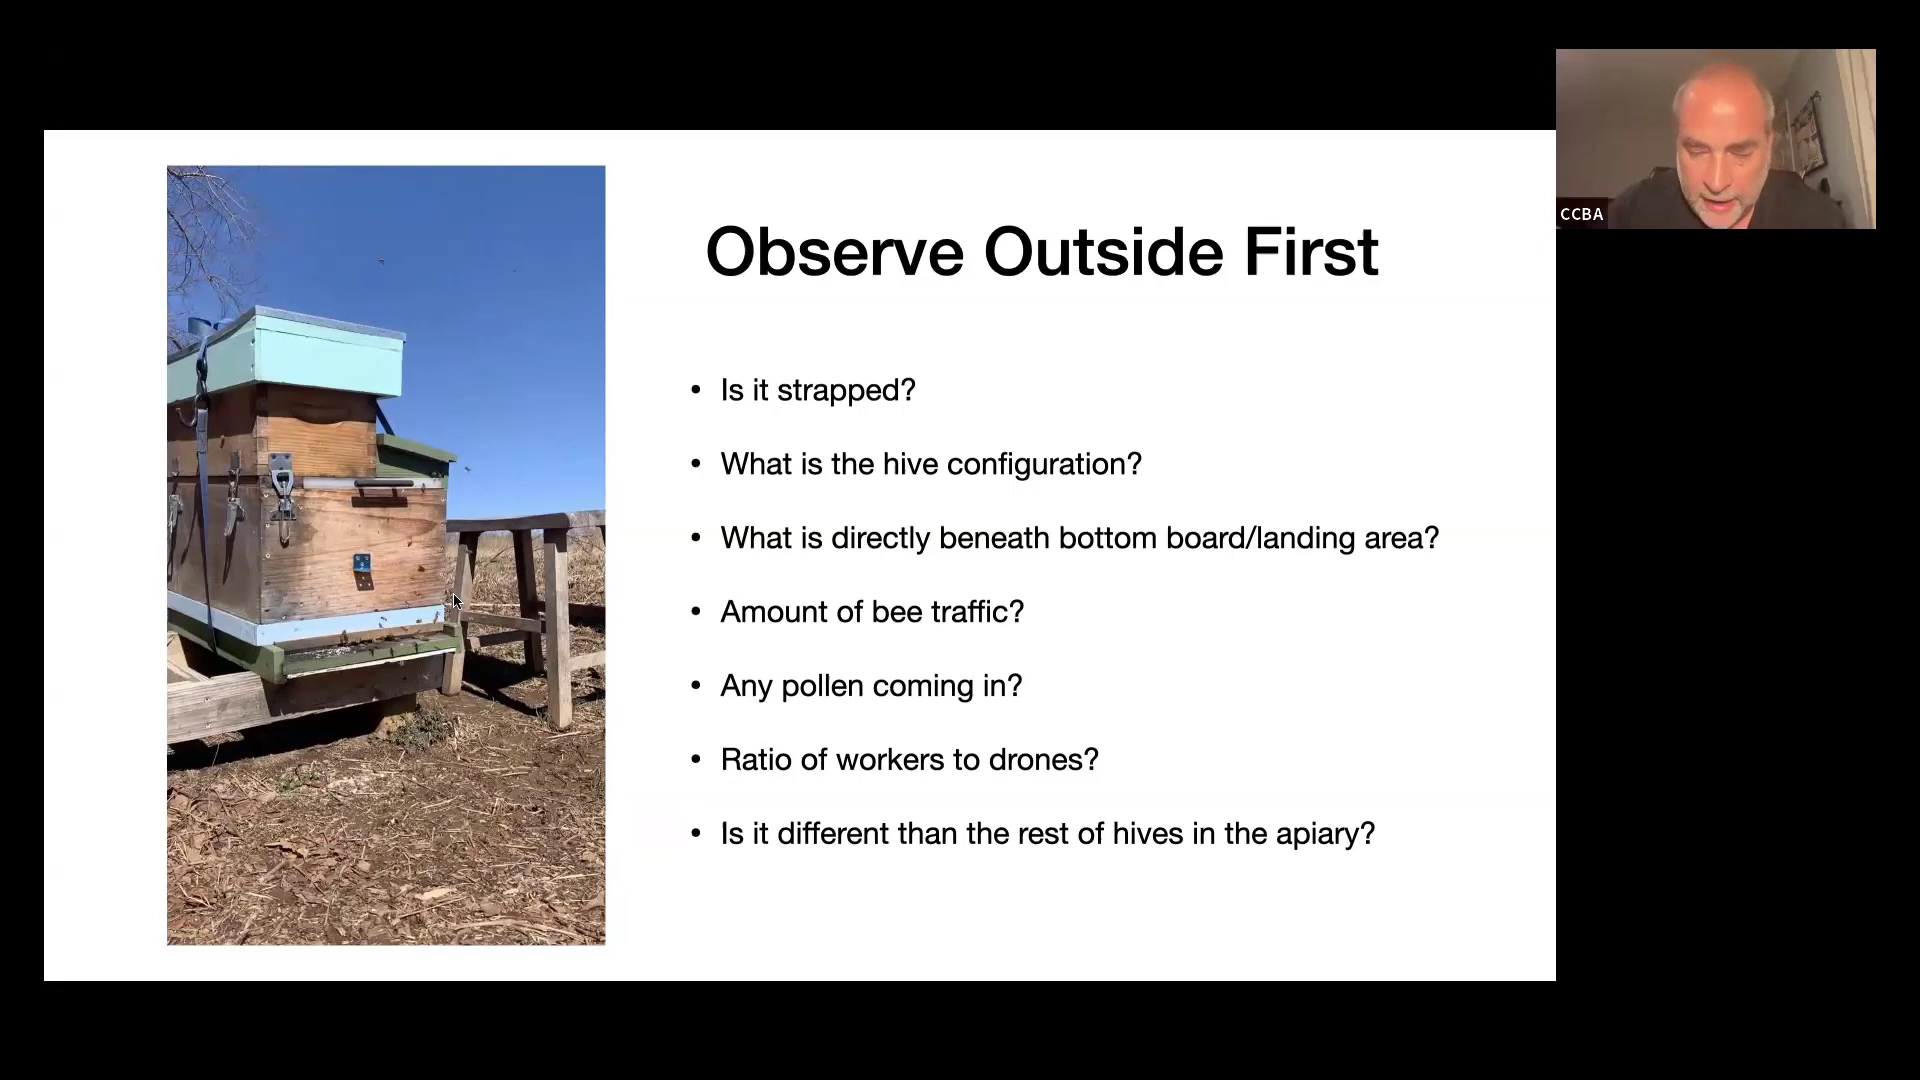 CCBA
Observe Outside First
• Is it strapped?
• What is the hive configuration?
• What is directly beneath bottom board/landing area?
• Amount of bee traffic?
• Any pollen coming in?
• Ratio of workers to drones?
• Is it different than the rest of hives in the apiary?